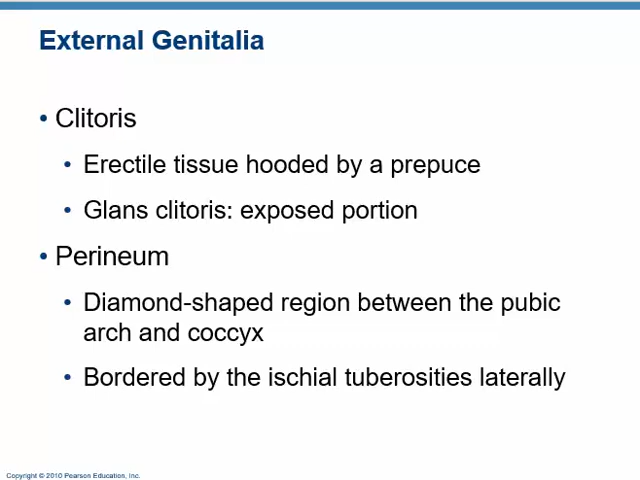 External Genitalia
• Clitoris
• Erectile tissue hooded by a prepuce
• Glans clitoris: exposed portion
• Perineum
• Diamond-shaped region between the pubic
arch and coccyx
• Bordered by the ischial tuberosities laterally
Copyright © 2010 Pearson Education, Inc.